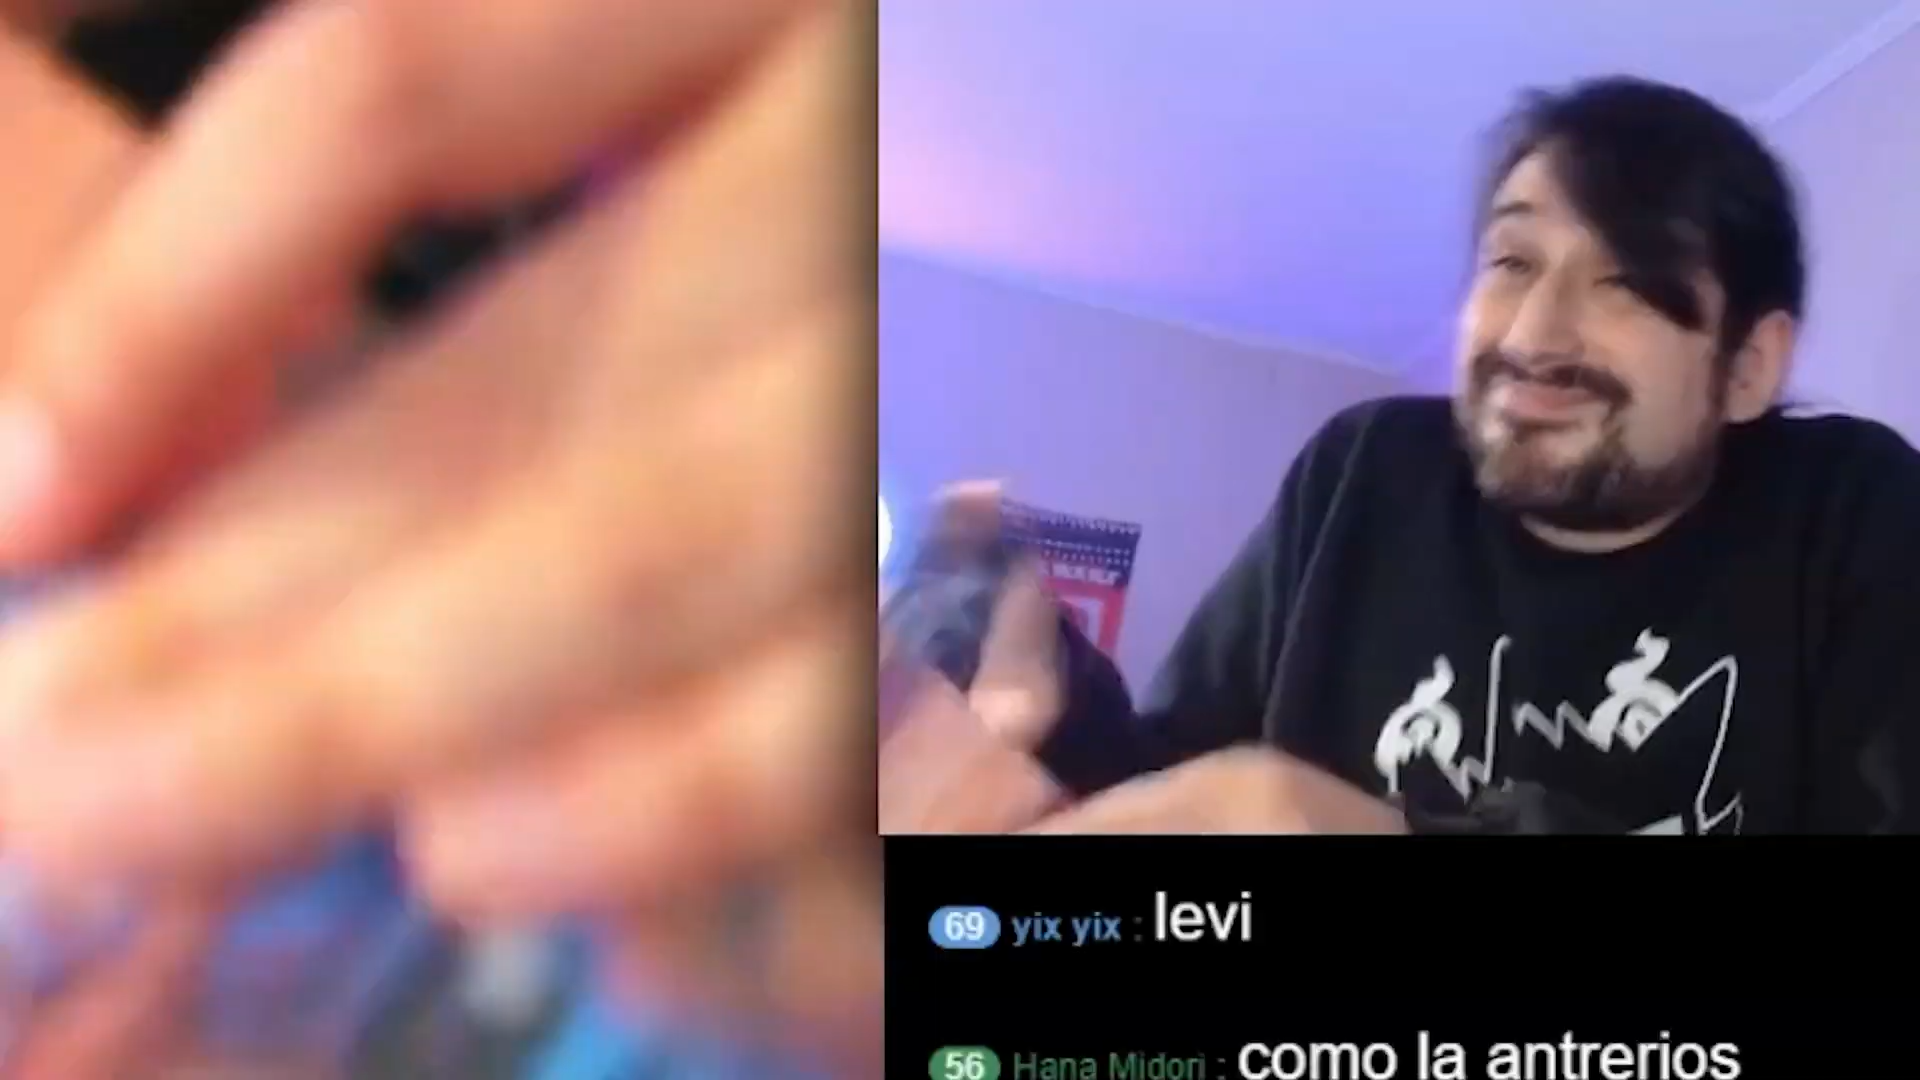 69 yix yix : levi
56 Hana Midori : como la antrerios